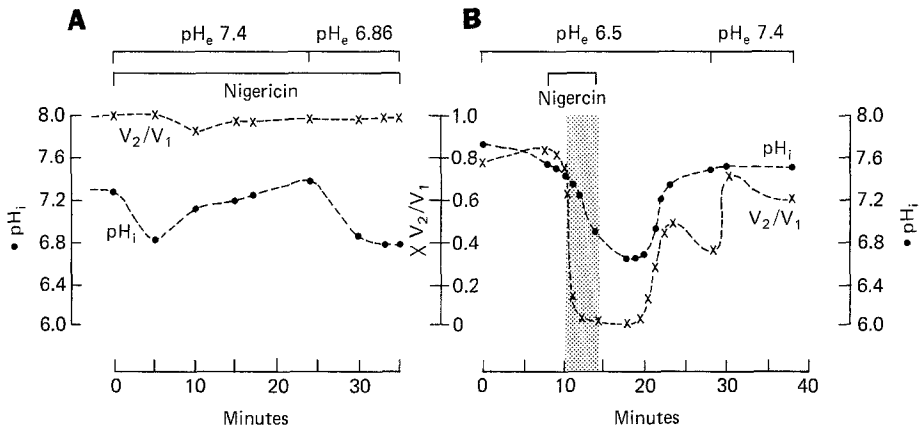 A
pHe 7.4
pHe 6.86
Nigericin
8.0
7.6
7.2
6.8
6.4
6.0
• pHi
V2/V1
pHi
0
10
20
30
Minutes
1.0
0.8
0.6
0.4
0.2
0
X V2/V1
B
pHe 6.5
pHe 7.4
Nigercin
pHi
V2/V1
0
10
20
30
40
Minutes
8.0
7.6
7.2
6.8
6.4
6.0
• pHi